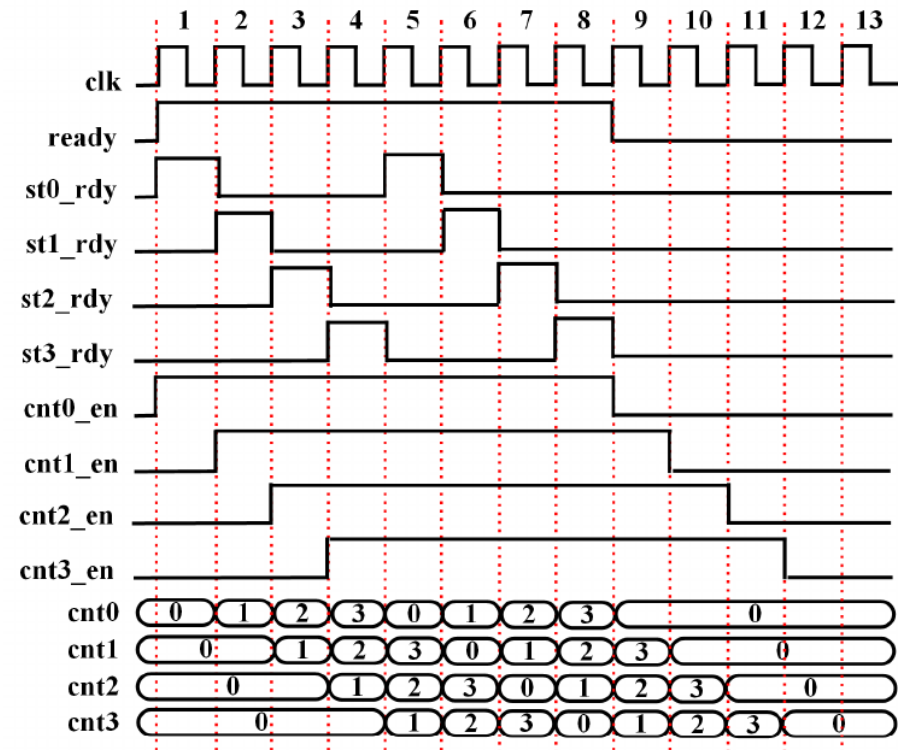 1 2 3 4 5 6 7 8 9 10 11 12 13
clk
ready
st0_rdy
st1_rdy
st2_rdy
st3_rdy
cnt0_en
cnt1_en
cnt2_en
cnt3_en
cnt0 0 1 2 3 0 1 2 3 0
cnt1 0 1 2 3 0 1 2 3 0
cnt2 0 1 2 3 0 1 2 3 0
cnt3 0 1 2 3 0 1 2 3 0